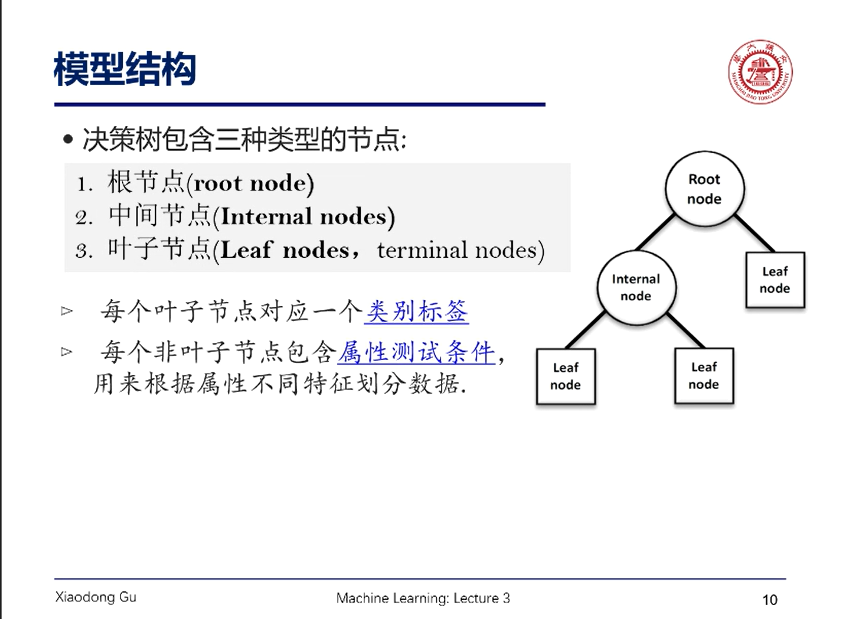 模型结构
• 决策树包含三种类型的节点:
1. 根节点(root node)
2. 中间节点(Internal nodes)
3. 叶子节点(Leaf nodes，terminal nodes)
▻ 每个叶子节点对应一个类别标签
▻ 每个非叶子节点包含属性测试条件，
用来根据属性不同特征划分数据.
Root
node
Internal
node
Leaf
node
Leaf
node
Leaf
node
Xiaodong Gu
Machine Learning: Lecture 3
10